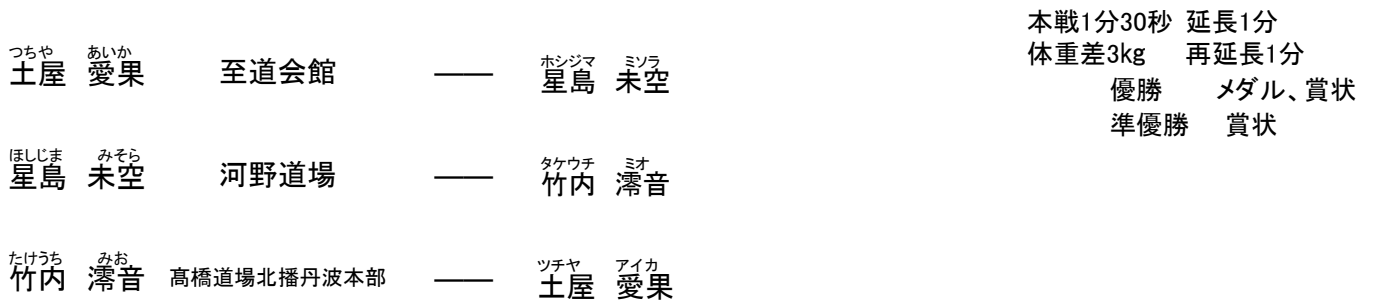 本戦1分30秒 延長1分
体重差3kg 再延長1分
優勝 メダル、賞状
準優勝 賞状
つちや あいか ホシジマ ミソラ
土屋 愛果 至道会館 ―― 星島 未空
ほしじま みそら タケウチ ミオ
星島 未空 河野道場 ―― 竹内 澪音
たけうち みお ツチヤ アイカ
竹内 澪音 髙橋道場北播丹波本部 ―― 土屋 愛果